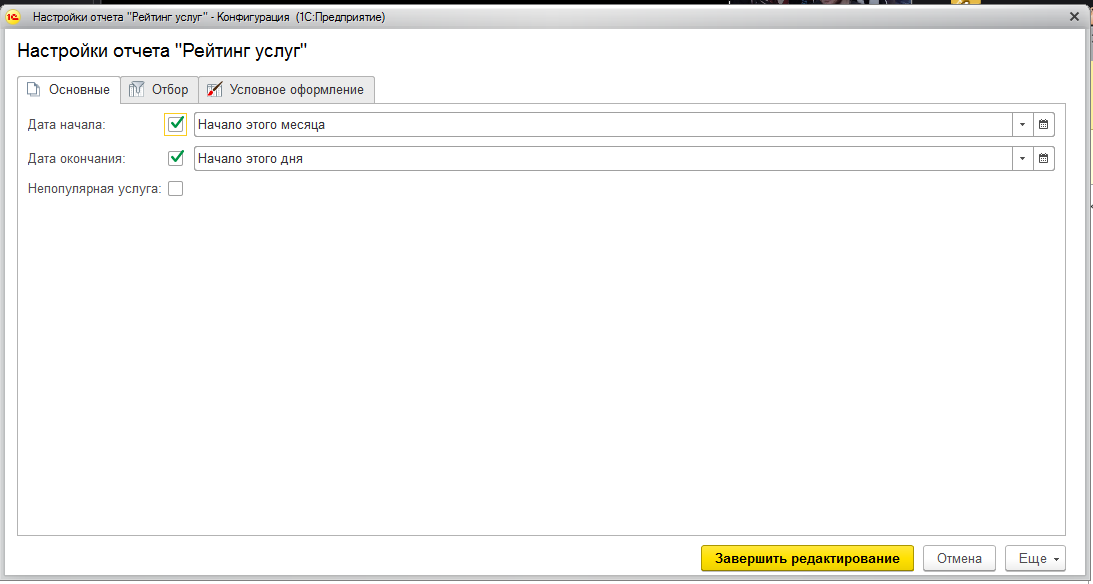 Настройки отчета "Рейтинг услуг" - Конфигурация (1С:Предприятие)
Настройки отчета "Рейтинг услуг"
Основные Отбор Условное оформление
Дата начала: Начало этого месяца
Дата окончания: Начало этого дня
Непопулярная услуга:
Завершить редактирование Отмена Еще